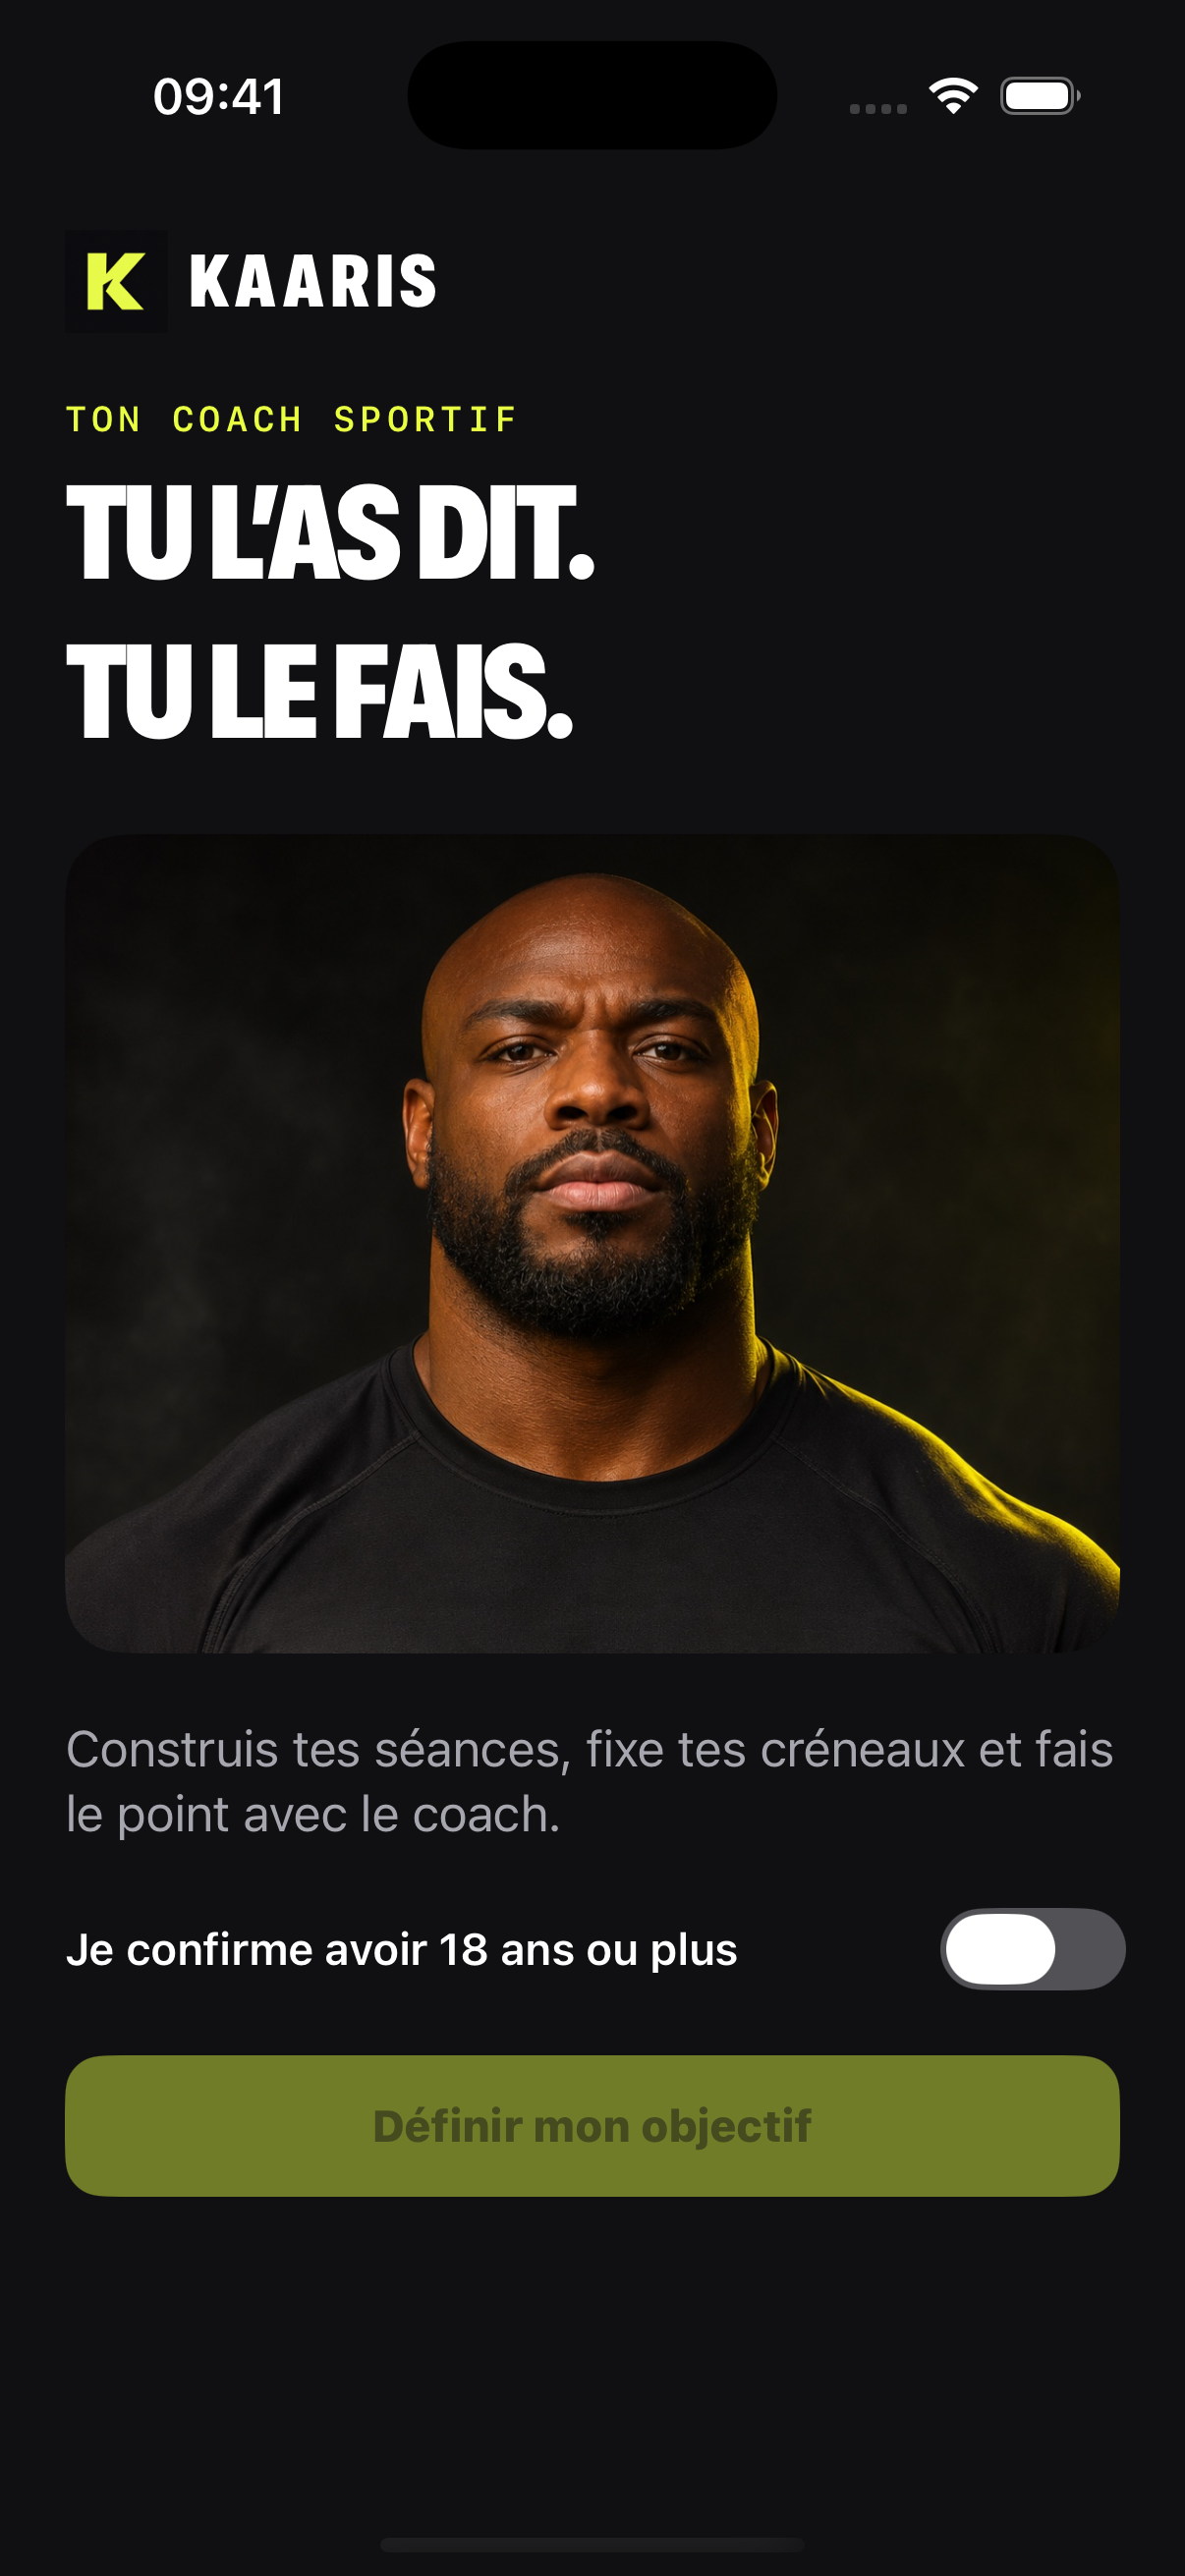 09:41
K KAARIS
TON COACH SPORTIF
TU L’AS DIT.
TU LE FAIS.
Construis tes séances, fixe tes créneaux et fais
le point avec le coach.
Je confirme avoir 18 ans ou plus
Définir mon objectif